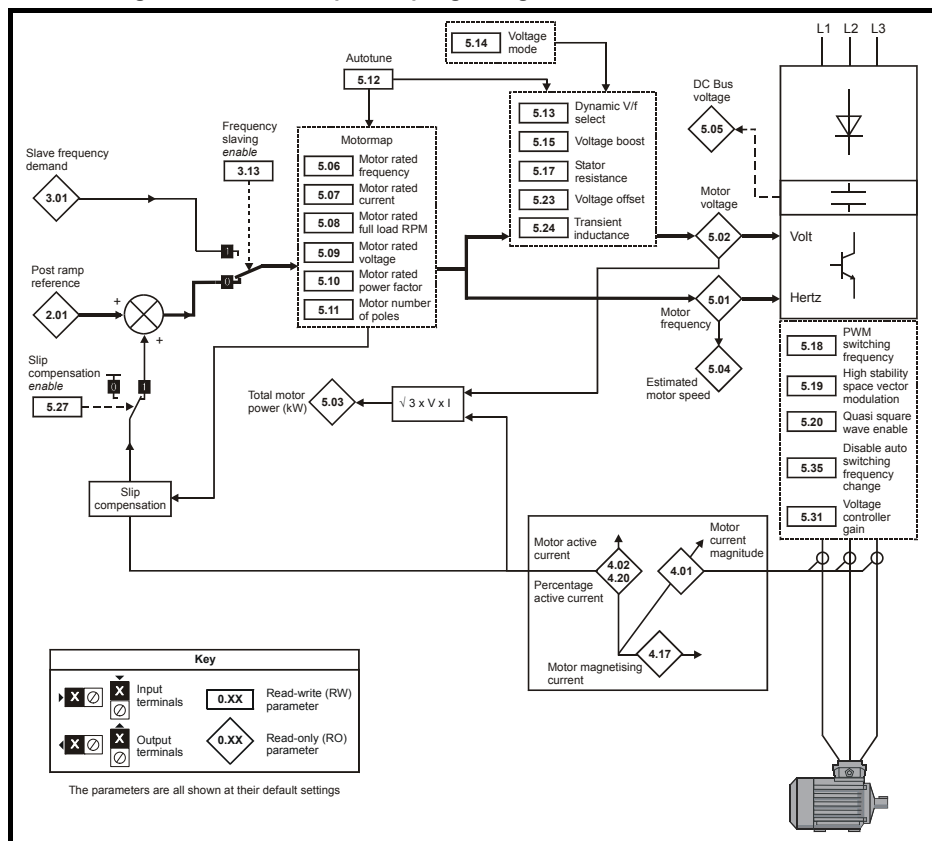 L1 L2 L3
5.14
Voltage
mode
Autotune
5.12
DC Bus
voltage
5.05
Frequency
slaving
enable
3.13
Slave frequency
demand
3.01
Post ramp
reference
2.01
+
+
1
0
Motormap
5.06
Motor rated
frequency
5.07
Motor rated
current
5.08
Motor rated
full load RPM
5.09
Motor rated
voltage
5.10
Motor rated
power factor
5.11
Motor number
of poles
5.13
Dynamic V/f
select
5.15
Voltage boost
5.17
Stator
resistance
5.23
Voltage offset
5.24
Transient
inductance
Motor
voltage
5.02
Volt
5.01
Motor
frequency
Hertz
5.04
Estimated
motor speed
Slip
compensation
enable
0
1
5.27
Total motor
power (kW)
5.03
√ 3 x V x I
Slip
compensation
5.18
PWM
switching
frequency
5.19
High stability
space vector
modulation
5.20
Quasi square
wave enable
5.35
Disable auto
switching
frequency
change
5.31
Voltage
controller
gain
Motor active
current
4.02
4.20
Percentage
active current
Motor
current
magnitude
4.01
4.17
Motor magnetising
current
Key
X
X
Input
terminals
0.XX
Read-write (RW)
parameter
X
X
Output
terminals
0.XX
Read-only (RO)
parameter
The parameters are all shown at their default settings